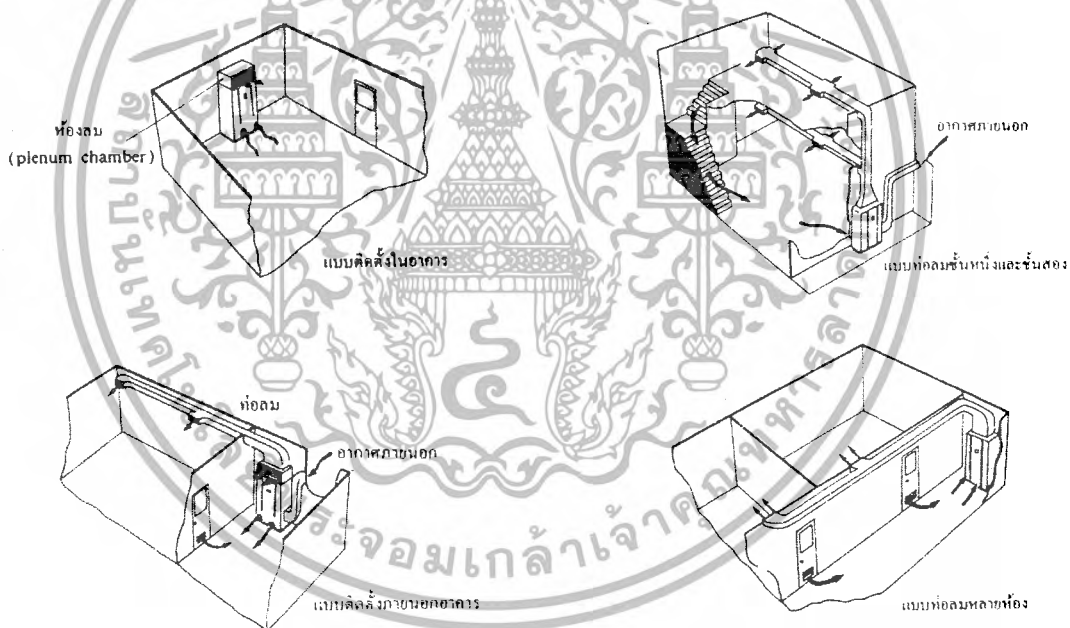 ห้องลม
(plenum chamber)
แบบติดตั้งในอาคาร
อากาศภายนอก
แบบท่อลมชั้นหนึ่งและชั้นสอง
ท่อลม
อากาศภายนอก
แบบติดตั้งภายนอกอาคาร
แบบท่อลมหลายห้อง